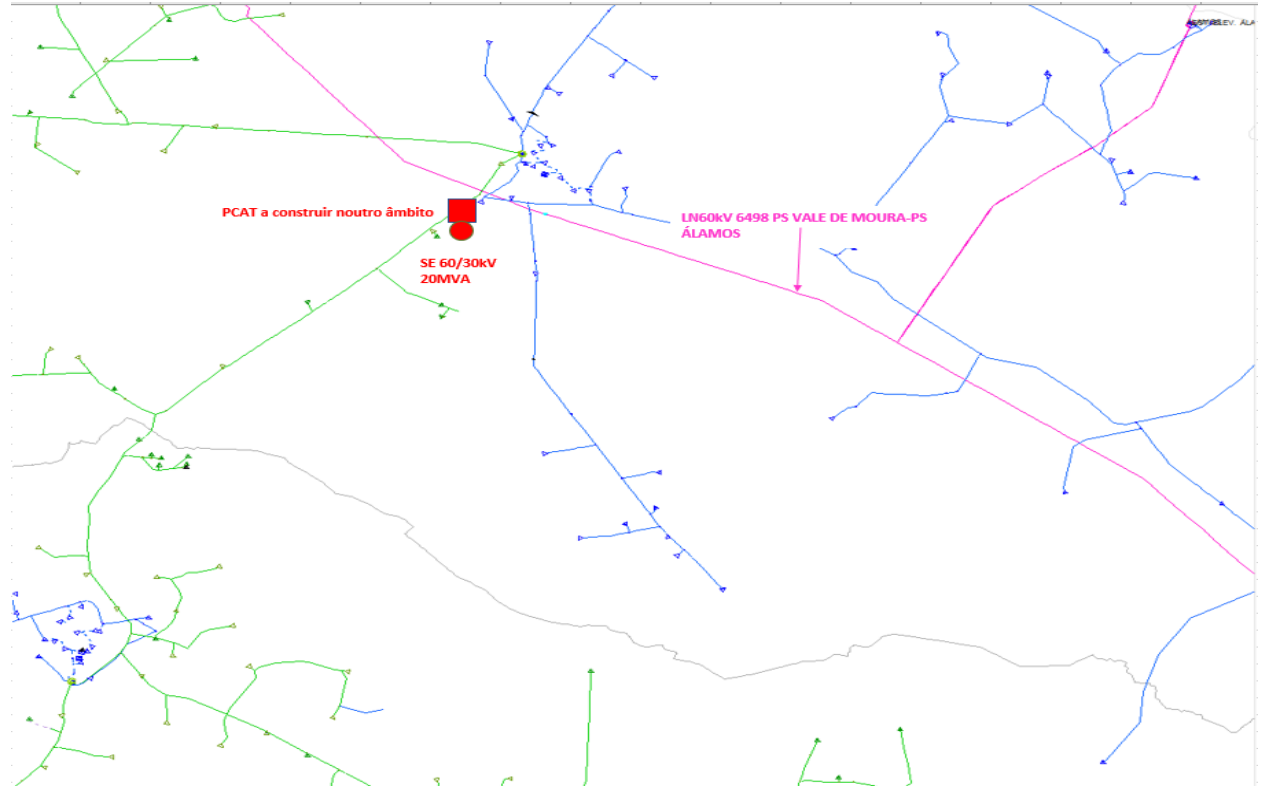 PCAT a construir noutro âmbito
LN60kV 6498 PS VALE DE MOURA-PS
ÁLAMOS
SE 60/30kV
20MVA